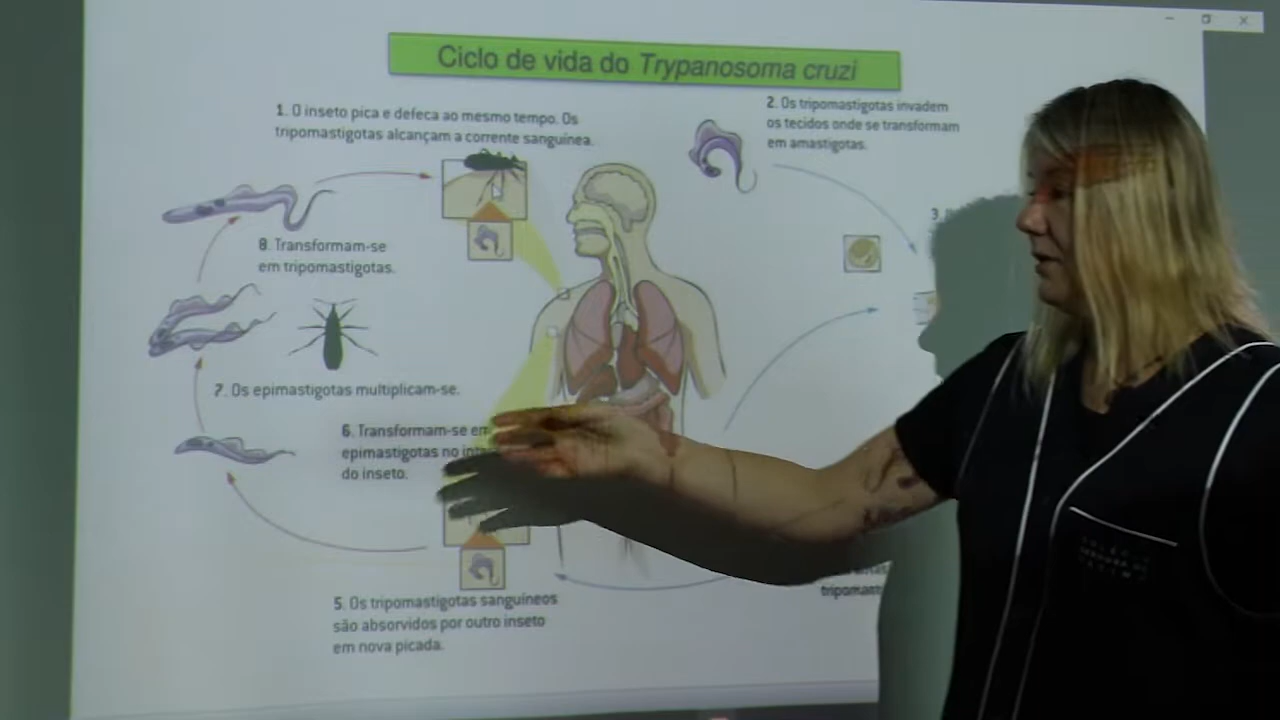 Ciclo de vida do Trypanosoma cruzi
1. O inseto pica e defeca ao mesmo tempo. Os
tripomastigotas alcançam a corrente sanguínea.
2. Os tripomastigotas invadem
os tecidos onde se transformam
em amastigotas.
3.
8. Transformam-se
em tripomastigotas.
7. Os epimastigotas multiplicam-se.
6. Transformam-se em
epimastigotas no
do inseto.
5. Os tripomastigotas sanguíneos
são absorvidos por outro inseto
em nova picada.